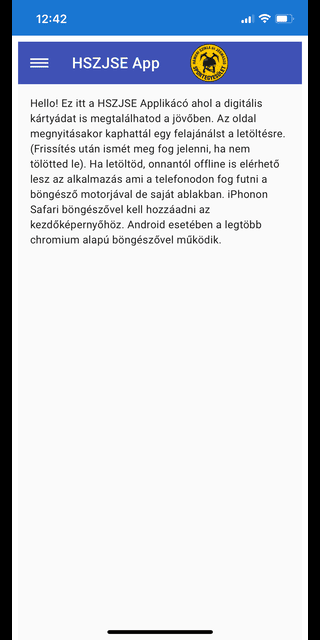 12:42
HSZJSE App
Hello! Ez itt a HSZJSE Applikácó ahol a digitális
kártyádat is megtalálhatod a jövőben. Az oldal
megnyitásakor kaphattál egy felajánlást a letöltésre.
(Frissítés után ismét meg fog jelenni, ha nem
tölötted le). Ha letöltöd, onnantól offline is elérhető
lesz az alkalmazás ami a telefonodon fog futni a
böngésző motorjával de saját ablakban. iPhonon
Safari böngészővel kell hozzáadni az
kezdőképernyőhöz. Android esetében a legtöbb
chromium alapú böngészővel működik.